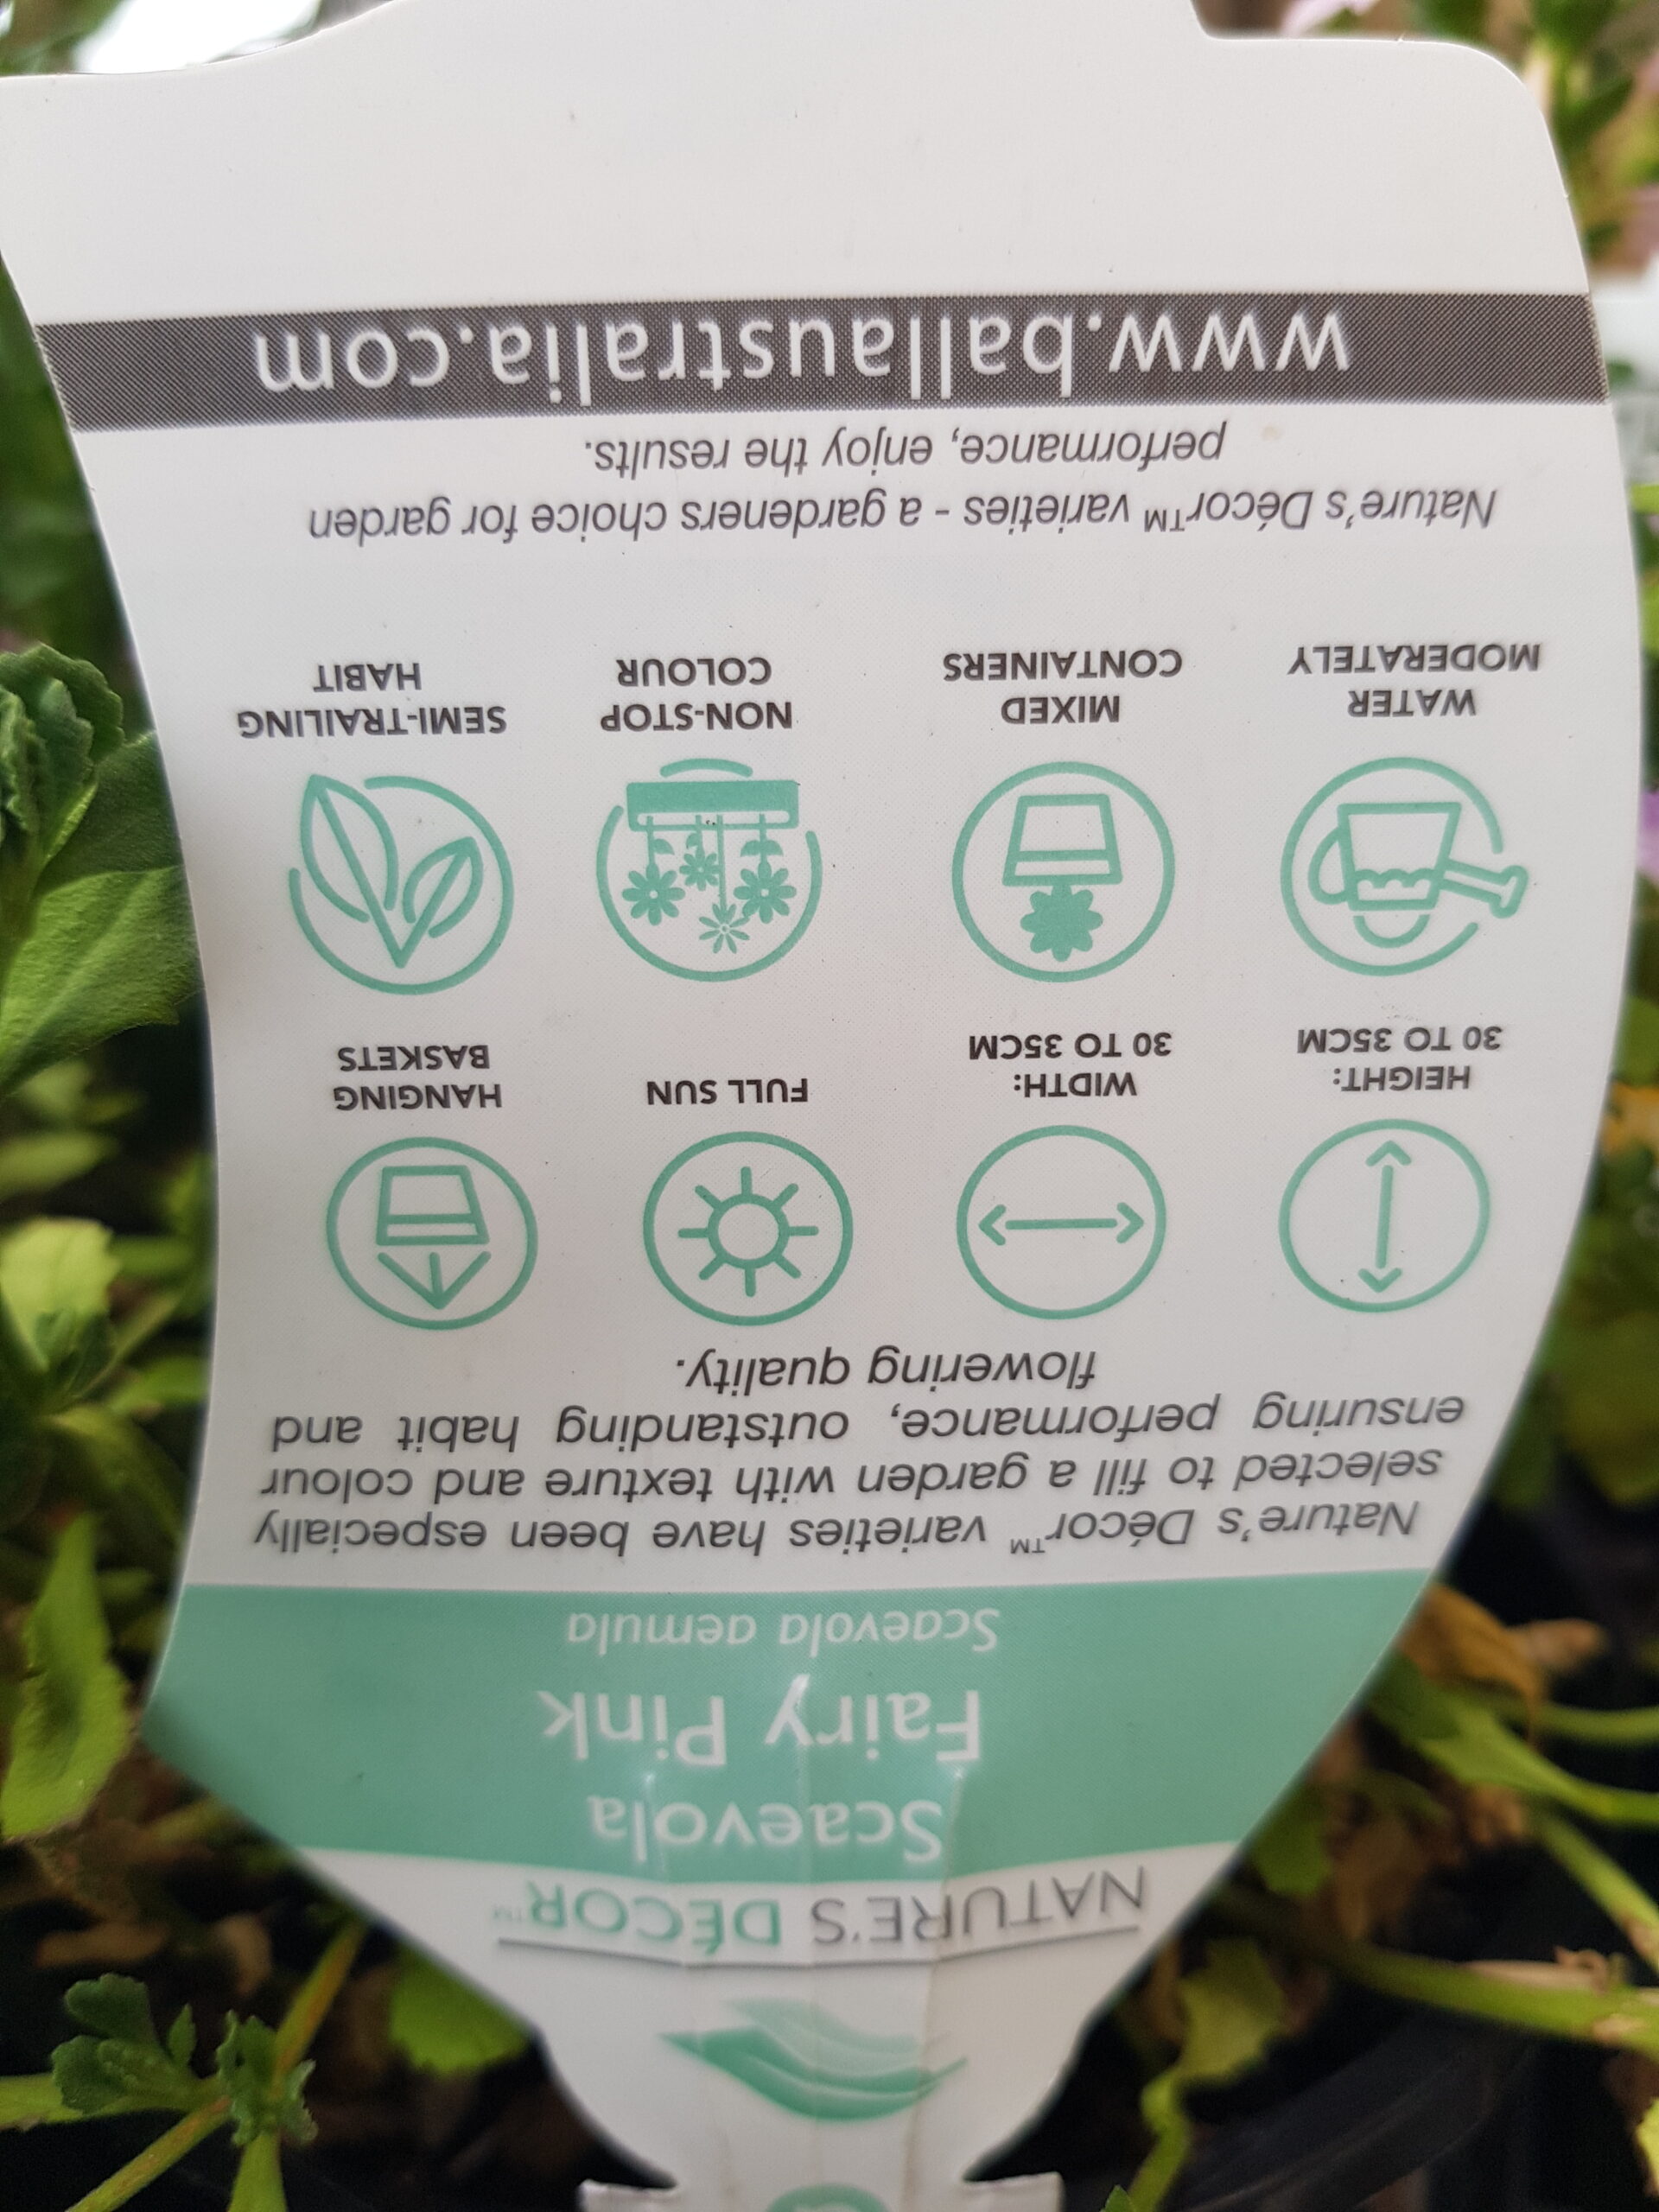 NATURE'S DÉCOR™
Scaevola
Fairy Pink
Scaevola aemula
Nature's Décor™ varieties have been especially
selected to fill a garden with texture and colour
ensuring performance, outstanding habit and
flowering quality.
HEIGHT:
30 TO 35CM
WIDTH:
30 TO 35CM
FULL SUN
HANGING
BASKETS
WATER
MODERATELY
MIXED
CONTAINERS
NON-STOP
COLOUR
SEMI-TRAILING
HABIT
Nature's Décor™ varieties - a gardeners choice for garden
performance, enjoy the results.
www.ballaustralia.com